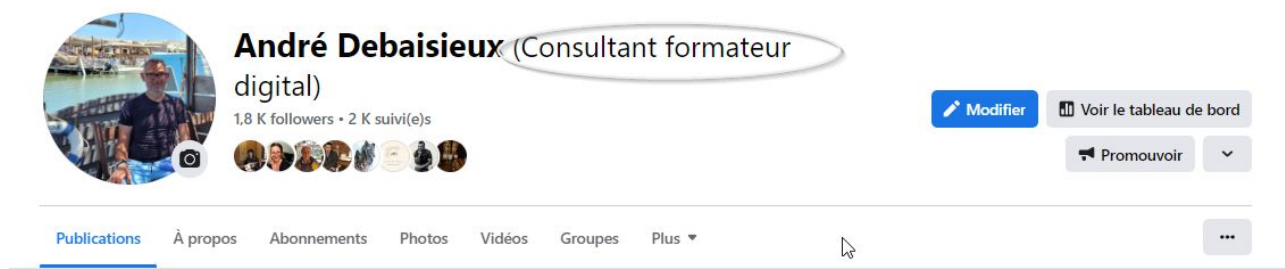 André Debaisieux (Consultant formateur
digital)
1,8 K followers • 2 K suivi(e)s
Modifier
Voir le tableau de bord
Promouvoir
Publications À propos Abonnements Photos Vidéos Groupes Plus